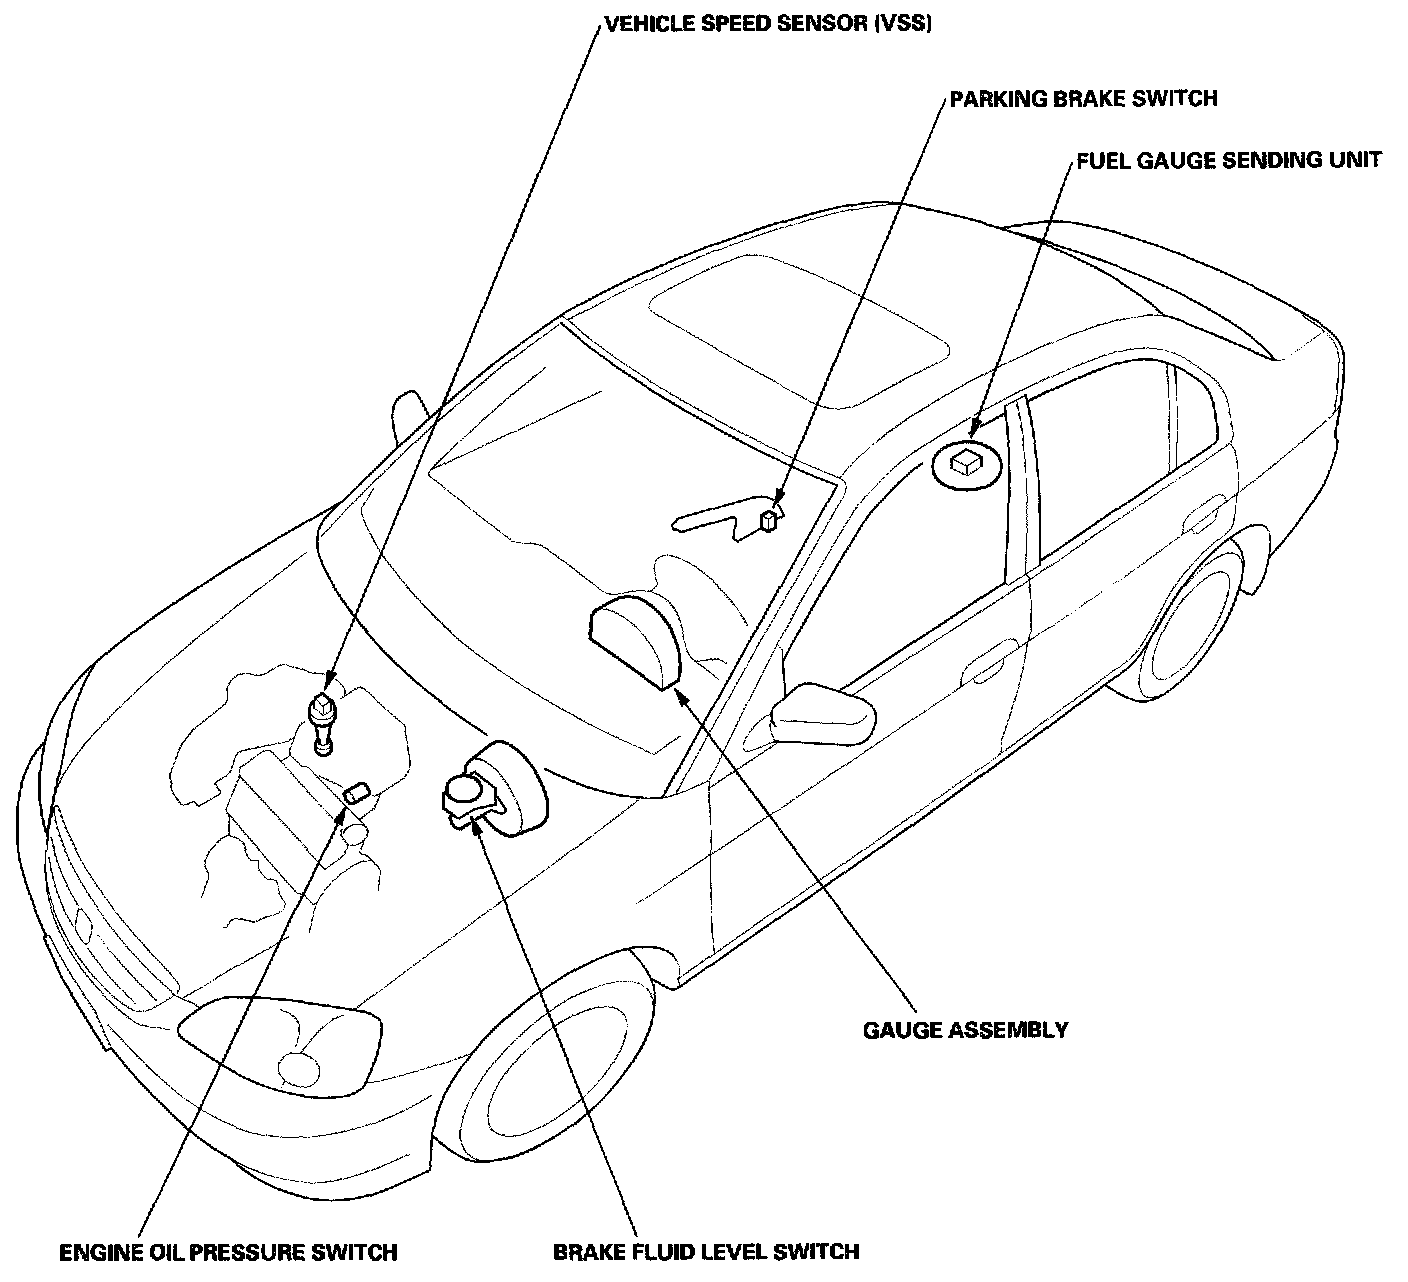 VEHICLE SPEED SENSOR (VSS)
PARKING BRAKE SWITCH
FUEL GAUGE SENDING UNIT
GAUGE ASSEMBLY
ENGINE OIL PRESSURE SWITCH
BRAKE FLUID LEVEL SWITCH